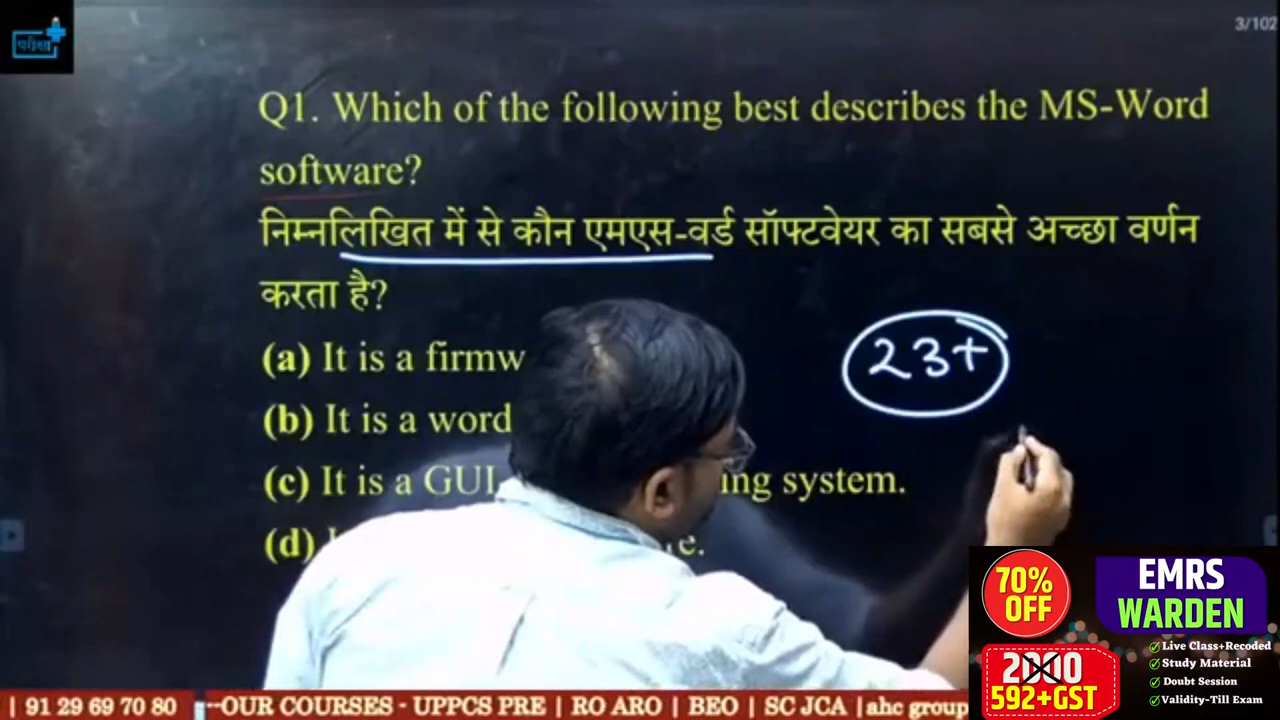 परीक्षा
3/102
Q1. Which of the following best describes the MS-Word
software?
निम्नलिखित में से कौन एमएस-वर्ड सॉफ्टवेयर का सबसे अच्छा वर्णन
करता है?
(a) It is a firmw
(b) It is a word
(c) It is a GUI ing system.
(d) e.
23+
70%
OFF
EMRS
WARDEN
2000
592+GST
Live Class+Recoded
Study Material
Doubt Session
Validity-Till Exam
| 91 29 69 70 80 --OUR COURSES - UPPCS PRE | RO ARO | BEO | SC JCA | ahc group